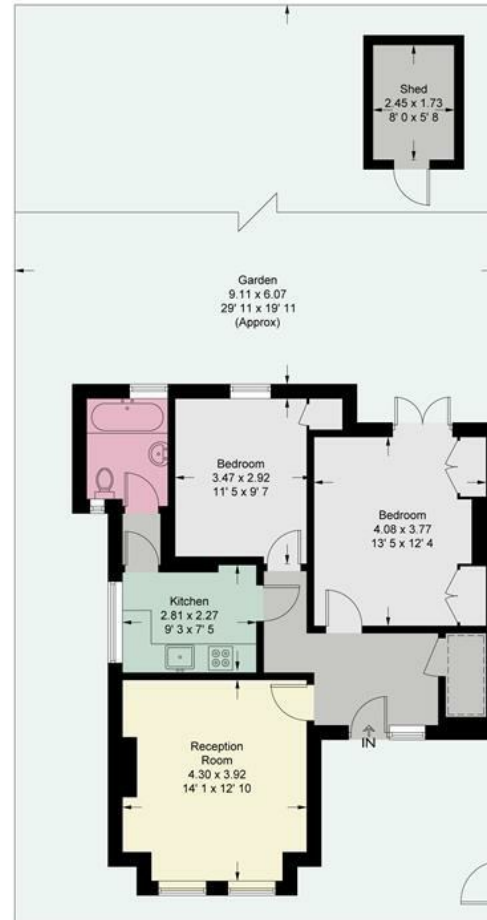 Shed
2.45 x 1.73
8' 0 x 5' 8
Garden
9.11 x 6.07
29' 11 x 19' 11
(Approx)
Bedroom
3.47 x 2.92
11' 5 x 9' 7
Bedroom
4.08 x 3.77
13' 5 x 12' 4
Kitchen
2.81 x 2.27
9' 3 x 7' 5
IN
Reception
Room
4.30 x 3.92
14' 1 x 12' 10